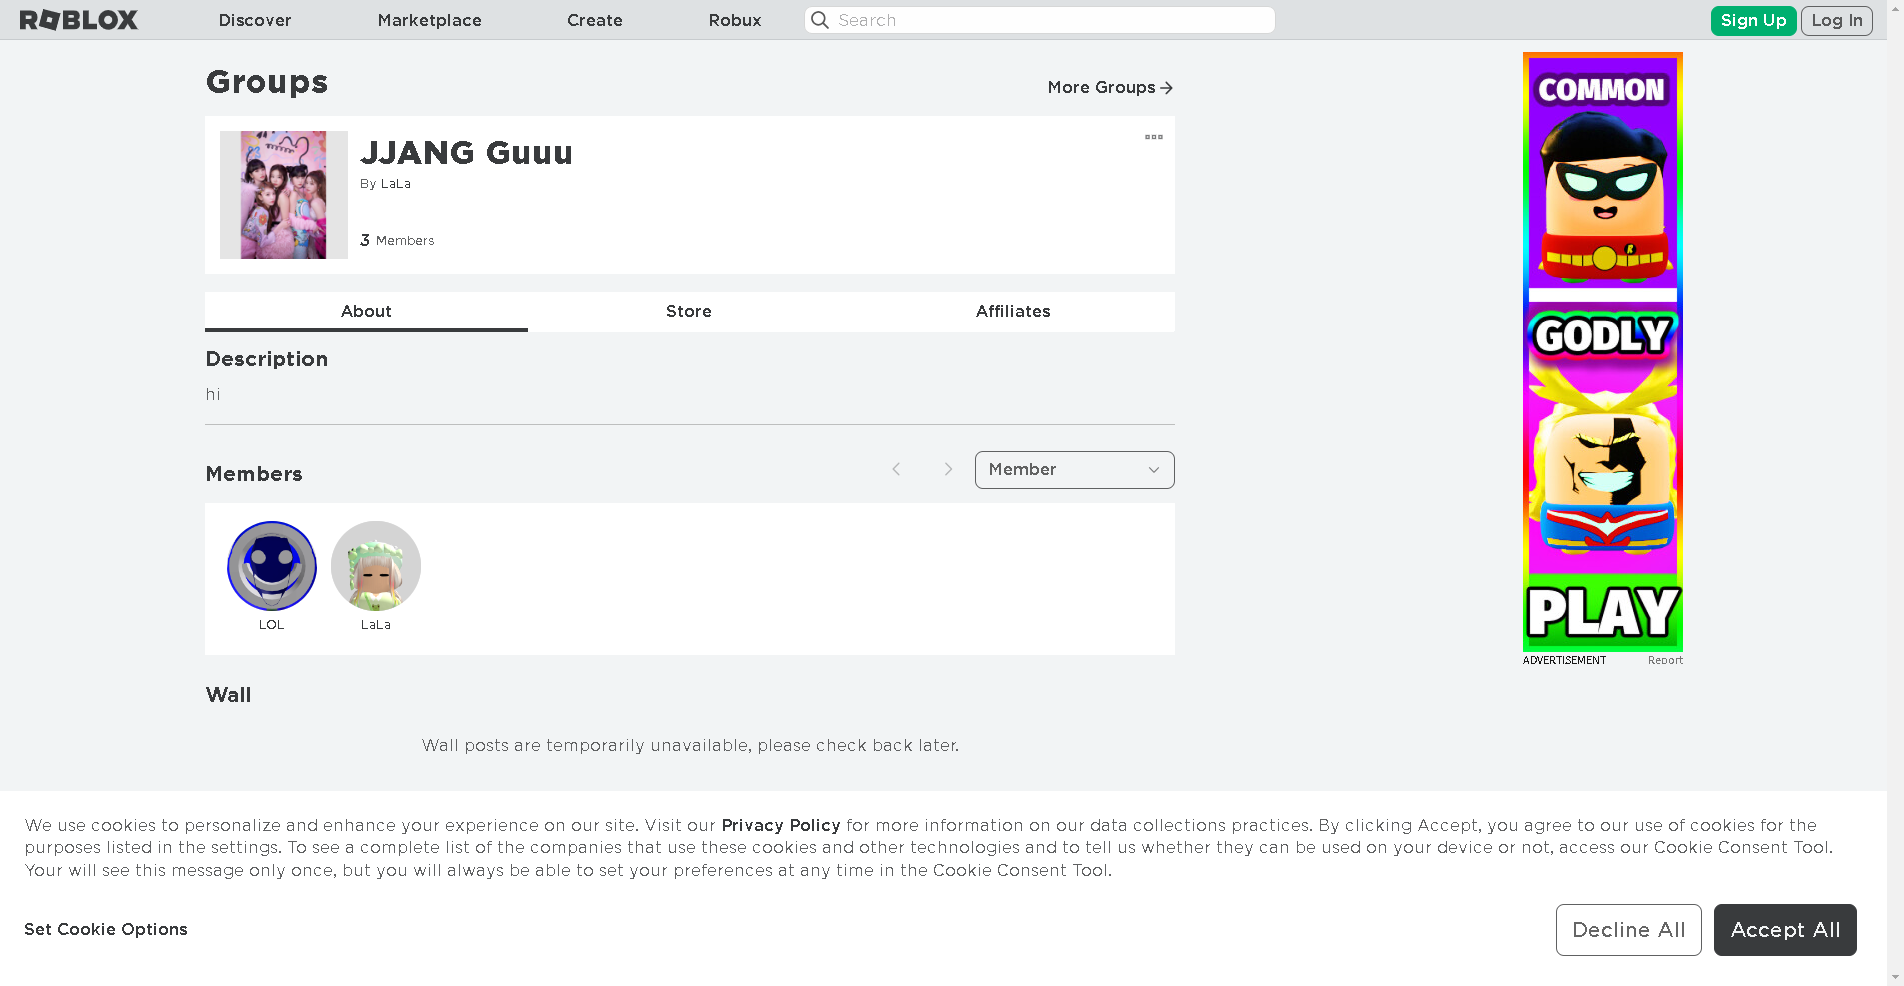 ROBLOX
Discover
Marketplace
Create
Robux
Search
Sign Up
Log In
Groups
More Groups
JJANG Guuu
By LaLa
3 Members
About
Store
Affiliates
Description
hi
Members
Member
LOL
LaLa
Wall
Wall posts are temporarily unavailable, please check back later.
COMMON
R
GODLY
PLAY
ADVERTISEMENT
Report
We use cookies to personalize and enhance your experience on our site. Visit our Privacy Policy for more information on our data collections practices. By clicking Accept, you agree to our use of cookies for the
purposes listed in the settings. To see a complete list of the companies that use these cookies and other technologies and to tell us whether they can be used on your device or not, access our Cookie Consent Tool.
Your will see this message only once, but you will always be able to set your preferences at any time in the Cookie Consent Tool.
Set Cookie Options
Decline All
Accept All